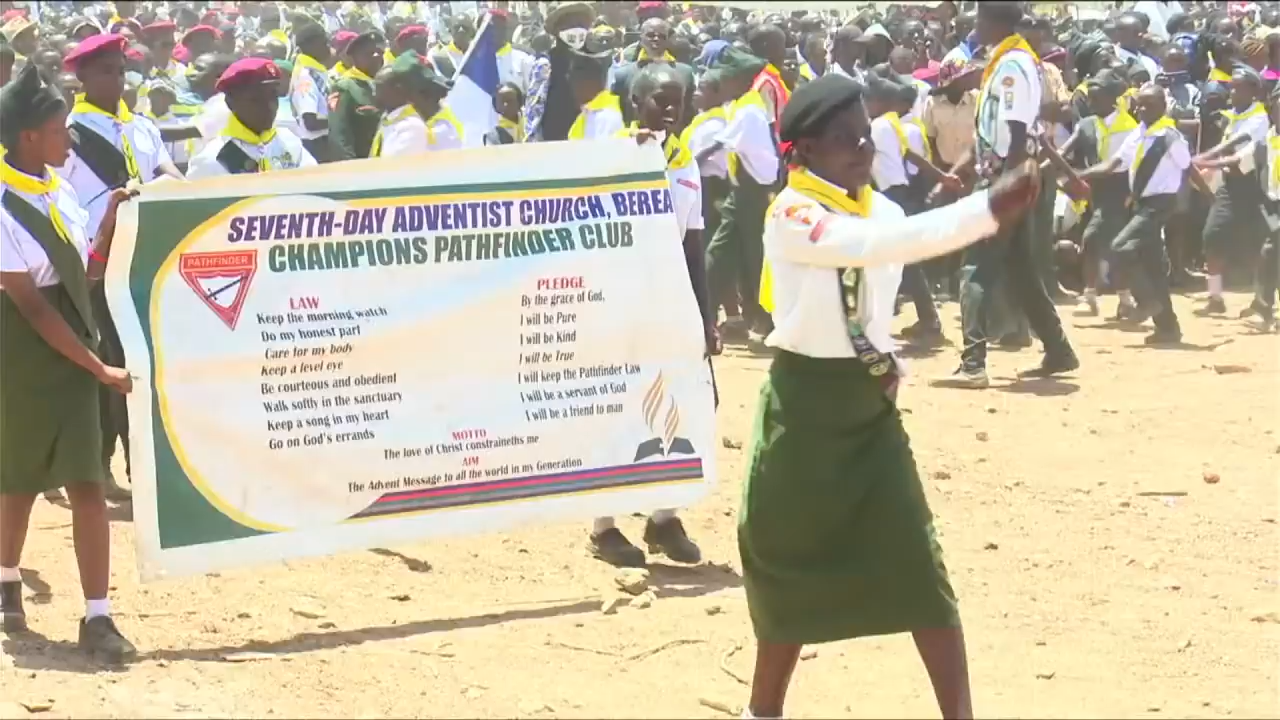 SEVENTH-DAY ADVENTIST CHURCH, BEREA
CHAMPIONS PATHFINDER CLUB
PATHFINDER
LAW
Keep the morning watch
Do my honest part
Care for my body
Keep a level eye
Be courteous and obedient
Walk softly in the sanctuary
Keep a song in my heart
Go on God's errands
PLEDGE
By the grace of God,
I will be Pure
I will be Kind
I will be True
I will keep the Pathfinder Law
I will be a servant of God
I will be a friend to man
MOTTO
The love of Christ constraineths me
AIM
The Advent Message to all the world in my Generation